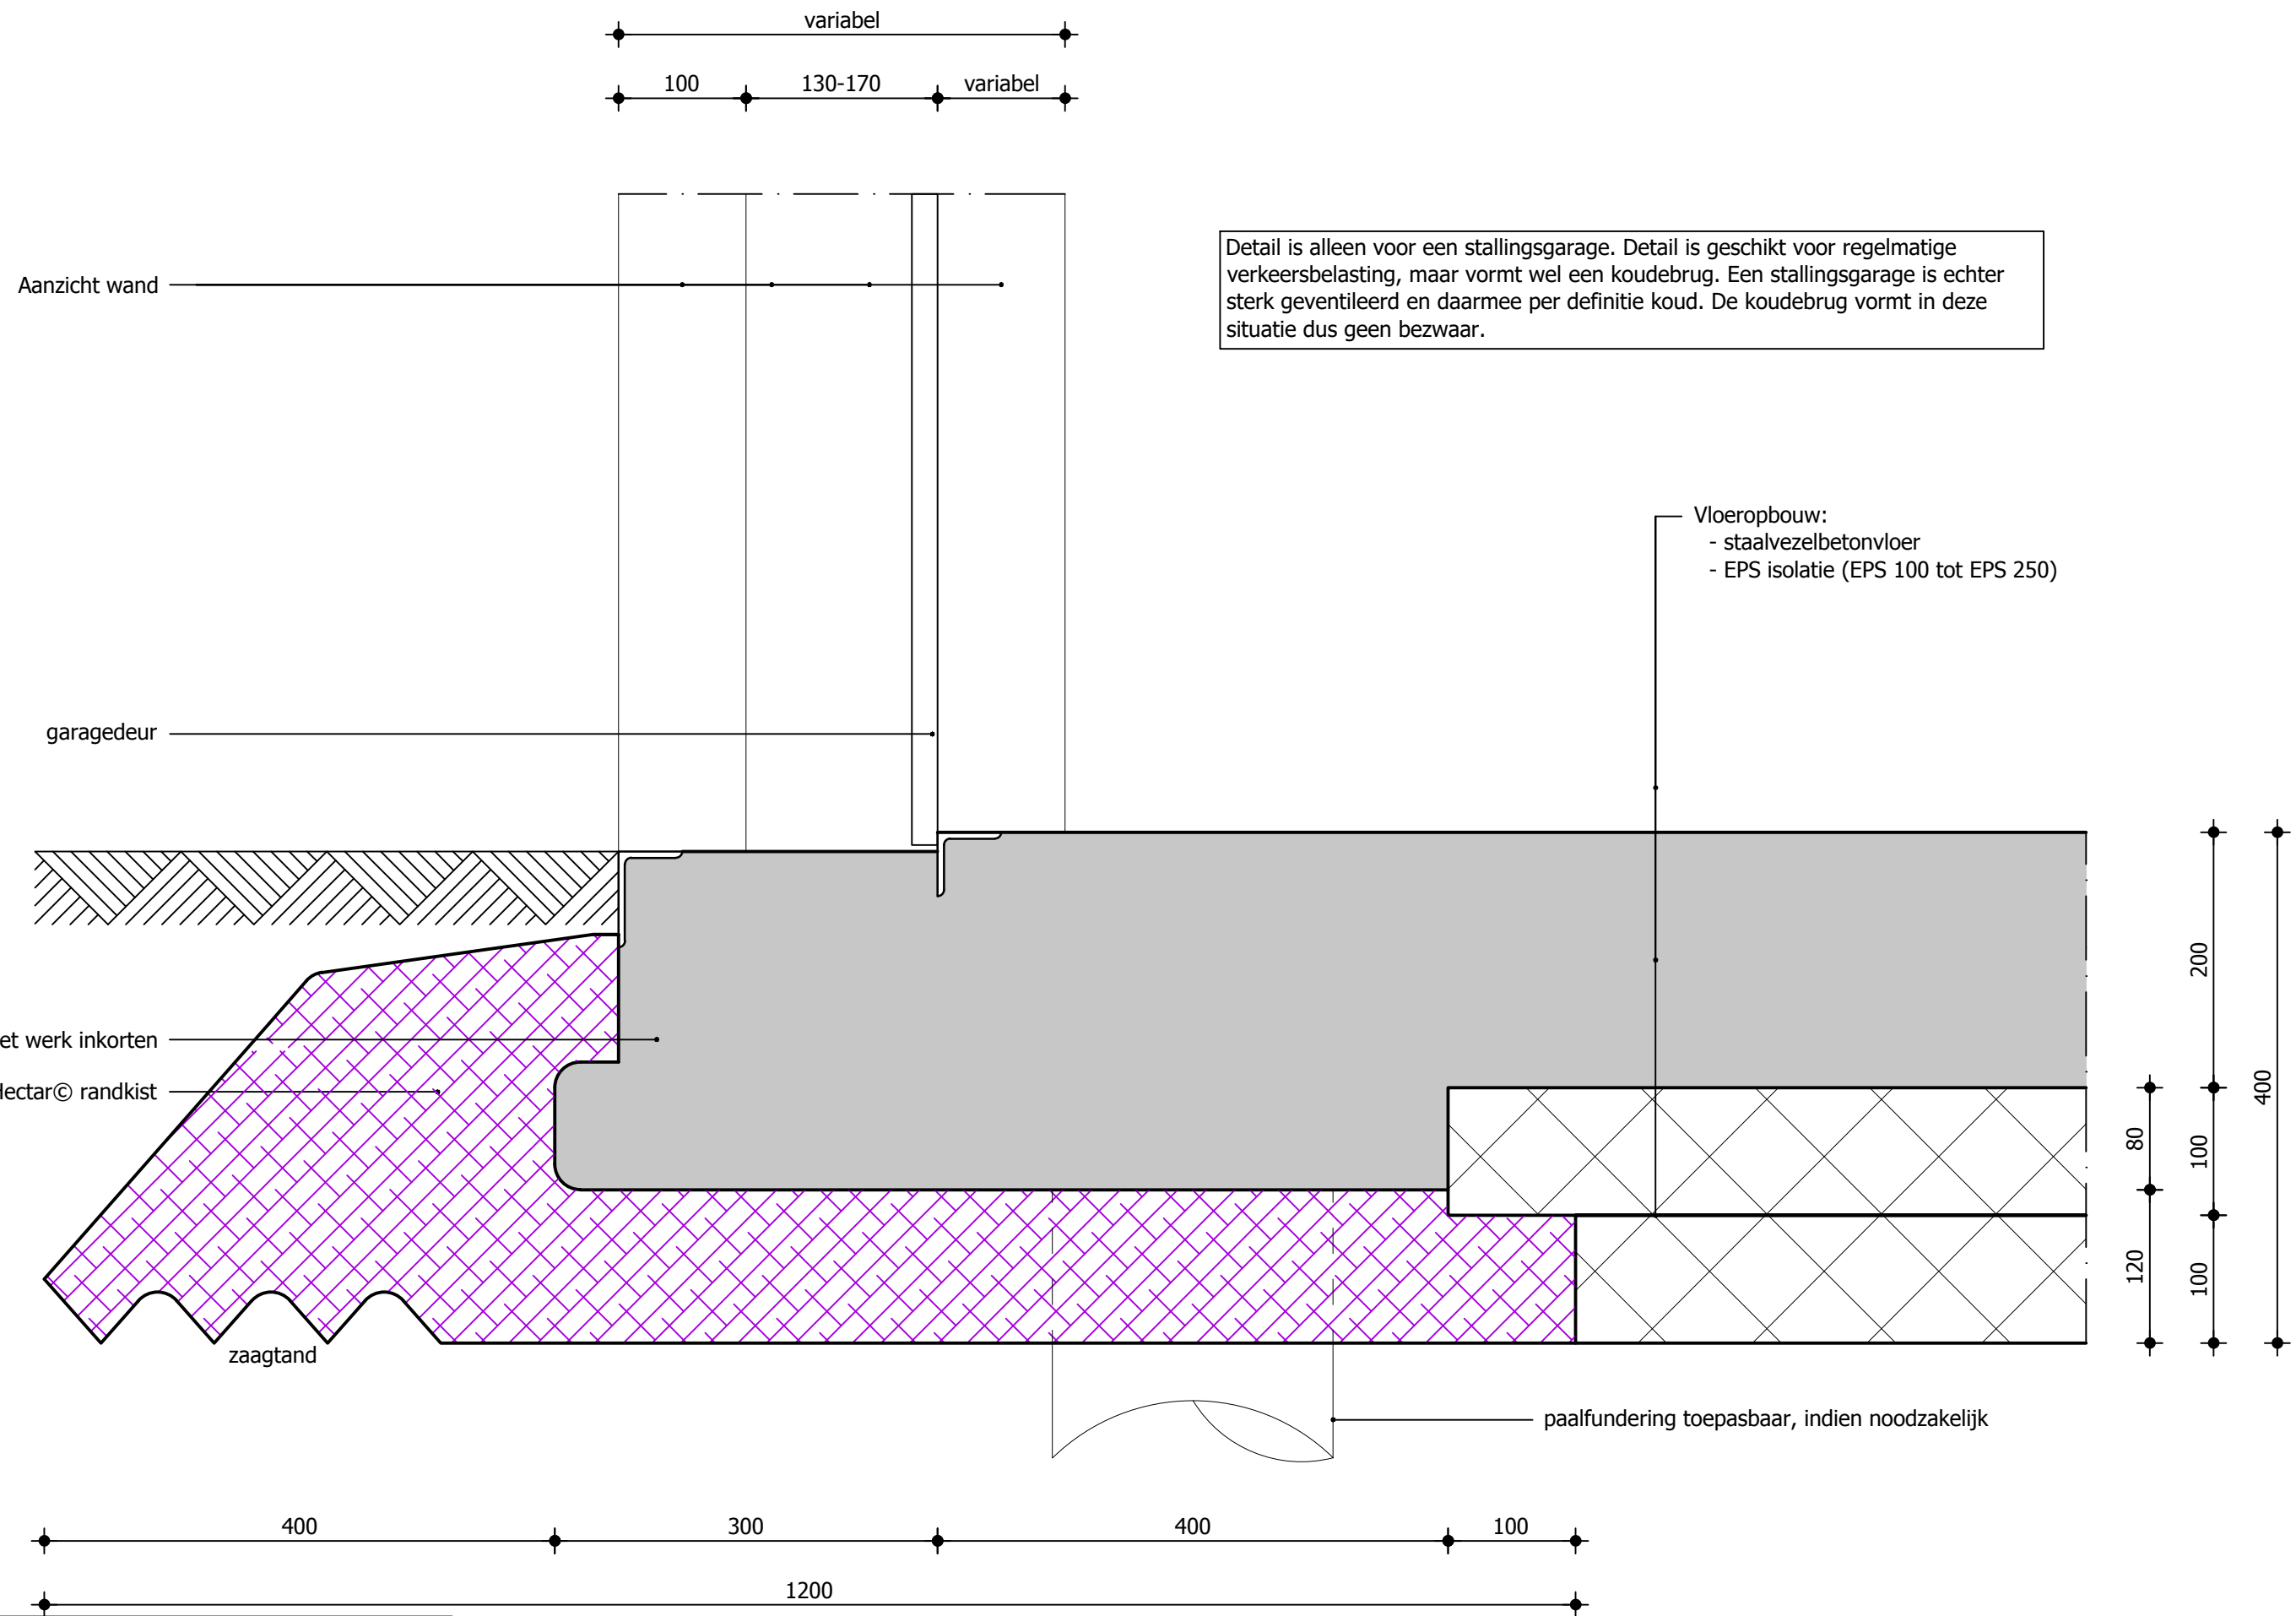 variabel
100
130-170
variabel
Aanzicht wand
Detail is alleen voor een stallingsgarage. Detail is geschikt voor regelmatige
verkeersbelasting, maar vormt wel een koudebrug. Een stallingsgarage is echter
sterk geventileerd en daarmee per definitie koud. De koudebrug vormt in deze
situatie dus geen bezwaar.
Vloeropbouw:
- staalvezelbetonvloer
- EPS isolatie (EPS 100 tot EPS 250)
garagedeur
werk inkorten
randkist
zaagtand
200
400
80
100
120
100
paalfundering toepasbaar, indien noodzakelijk
400
300
400
100
1200